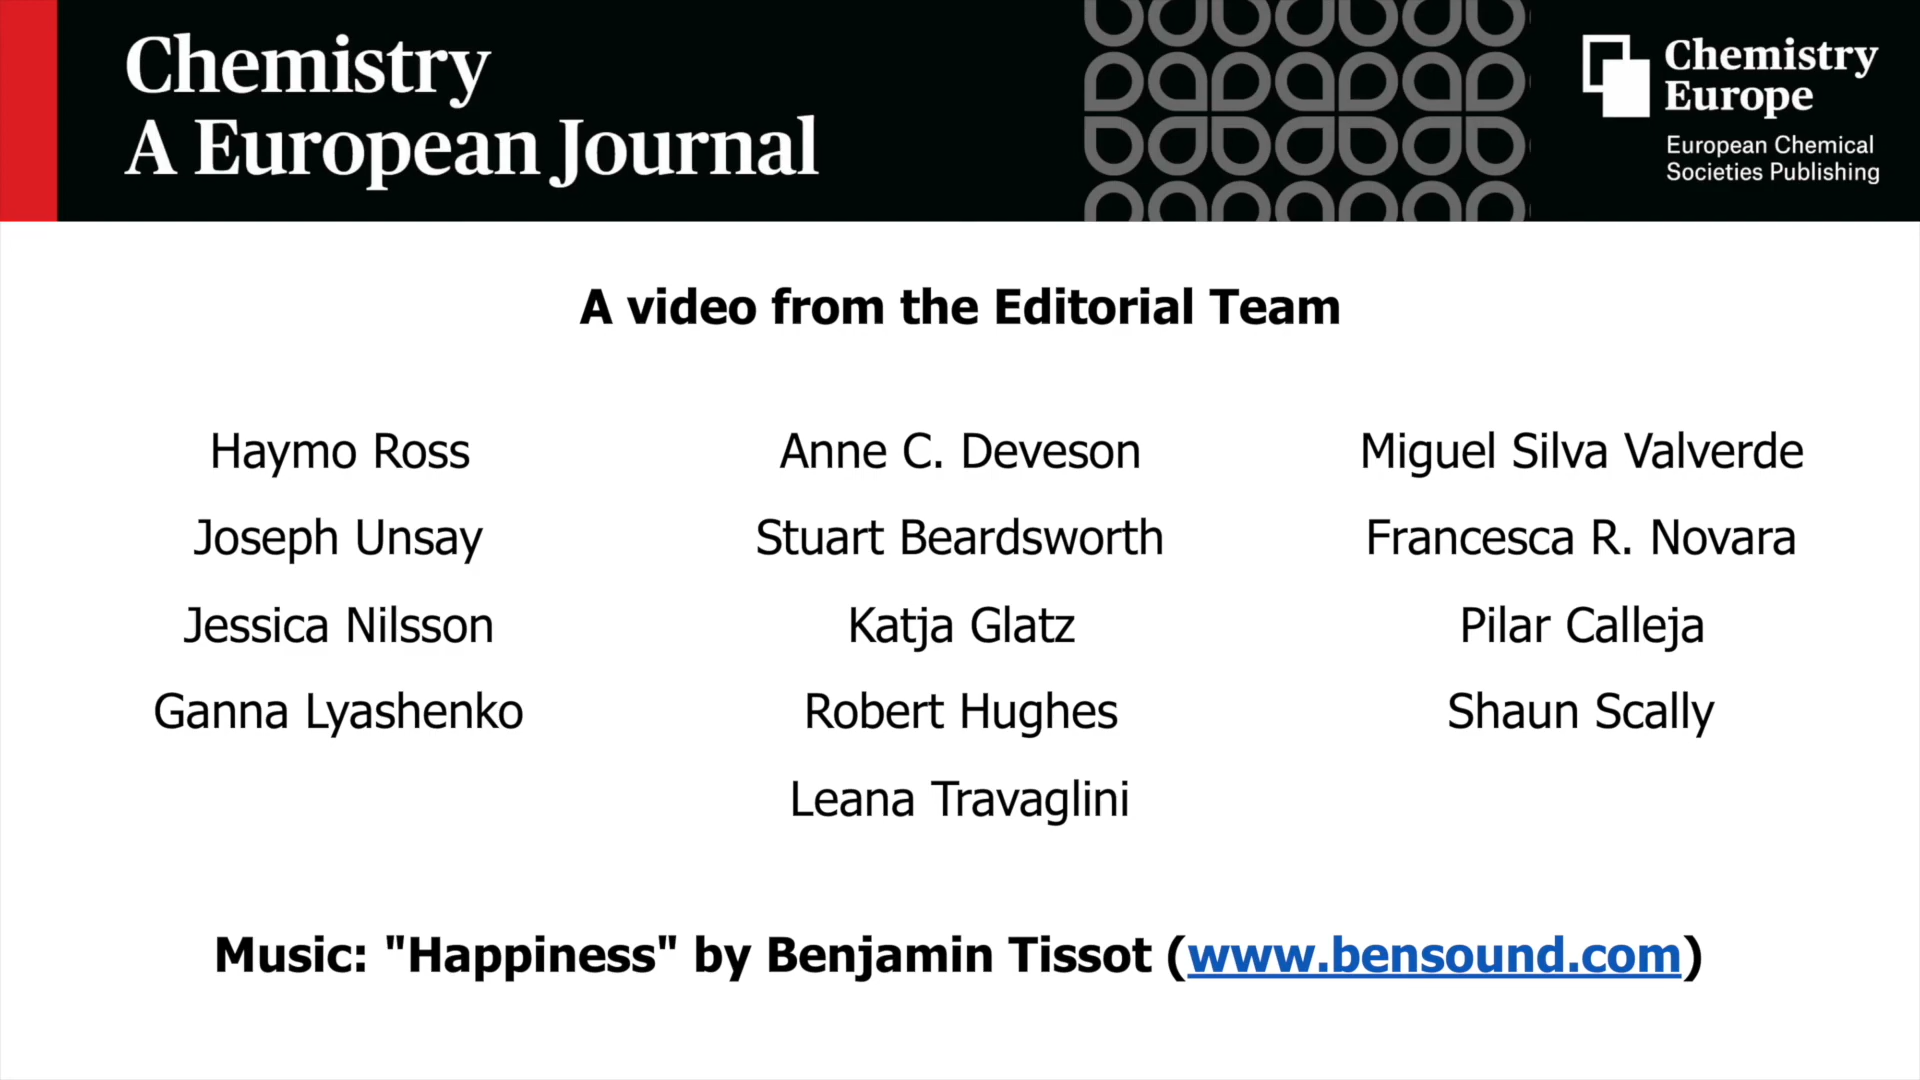 Chemistry
A European Journal
Chemistry
Europe
European Chemical
Societies Publishing
A video from the Editorial Team
Haymo Ross
Anne C. Deveson
Miguel Silva Valverde
Joseph Unsay
Stuart Beardsworth
Francesca R. Novara
Jessica Nilsson
Katja Glatz
Pilar Calleja
Ganna Lyashenko
Robert Hughes
Shaun Scally
Leana Travaglini
Music: "Happiness" by Benjamin Tissot (www.bensound.com)